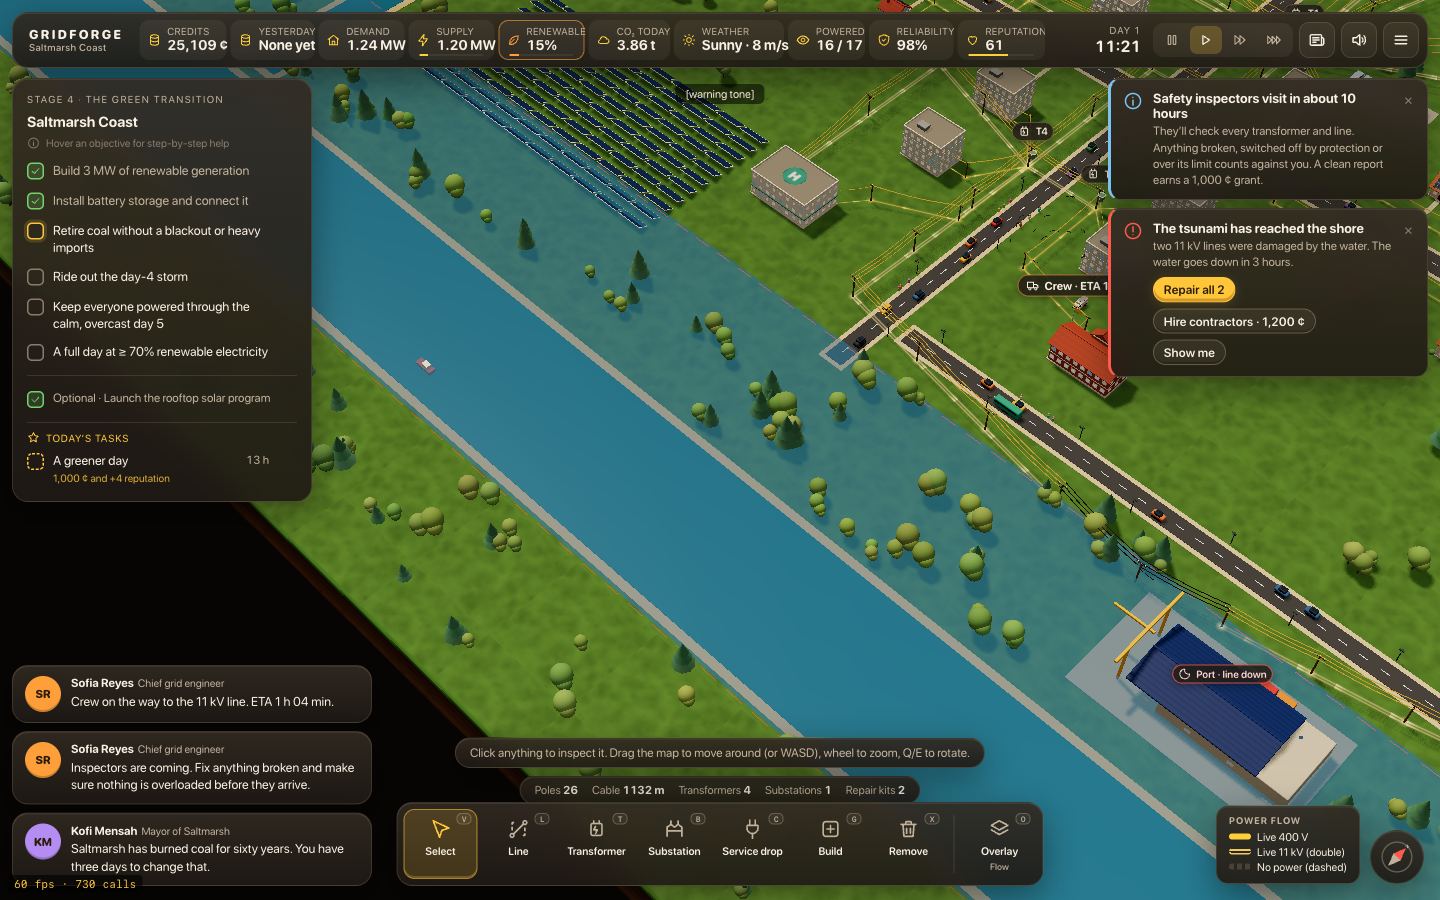 GRIDFORGE
Saltmarsh Coast
CREDITS
25,109 ¢
YESTERDAY
None yet
DEMAND
1.24 MW
SUPPLY
1.20 MW
RENEWABLE
15%
CO₂ TODAY
3.86 t
WEATHER
Sunny · 8 m/s
POWERED
16 / 17
RELIABILITY
98%
REPUTATION
61
DAY 1
11:21
STAGE 4 · THE GREEN TRANSITION
Saltmarsh Coast
Hover an objective for step-by-step help
Build 3 MW of renewable generation
Install battery storage and connect it
Retire coal without a blackout or heavy
imports
Ride out the day-4 storm
Keep everyone powered through the
calm, overcast day 5
A full day at ≥ 70% renewable electricity
Optional · Launch the rooftop solar program
TODAY'S TASKS
A greener day 13 h
1,000 ¢ and +4 reputation
[warning tone]
T4
H
Crew · ETA 1
Safety inspectors visit in about 10
hours
They'll check every transformer and line.
Anything broken, switched off by protection or
over its limit counts against you. A clean report
earns a 1,000 ¢ grant.
The tsunami has reached the shore
two 11 kV lines were damaged by the water. The
water goes down in 3 hours.
Repair all 2
Hire contractors · 1,200 ¢
Show me
Port · line down
SR
Sofia Reyes Chief grid engineer
Crew on the way to the 11 kV line. ETA 1 h 04 min.
SR
Sofia Reyes Chief grid engineer
Inspectors are coming. Fix anything broken and make
sure nothing is overloaded before they arrive.
KM
Kofi Mensah Mayor of Saltmarsh
Saltmarsh has burned coal for sixty years. You have
three days to change that.
60 fps · 730 calls
Click anything to inspect it. Drag the map to move around (or WASD), wheel to zoom, Q/E to rotate.
Poles 26 Cable 1132 m Transformers 4 Substations 1 Repair kits 2
V
Select
L
Line
T
Transformer
B
Substation
C
Service drop
G
Build
X
Remove
O
Overlay
Flow
POWER FLOW
Live 400 V
Live 11 kV (double)
No power (dashed)